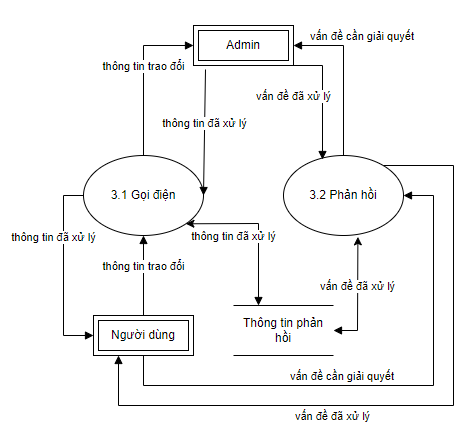 vấn đề cần giải quyết
Admin
thông tin trao đổi
vấn đề đã xử lý
thông tin đã xử lý
3.1 Gọi điện
3.2 Phản hồi
thông tin đã xử lý
thông tin đã xử lý
thông tin trao đổi
vấn đề đã xử lý
Thông tin phản
hồi
Người dùng
vấn đề cần giải quyết
vấn đề đã xử lý